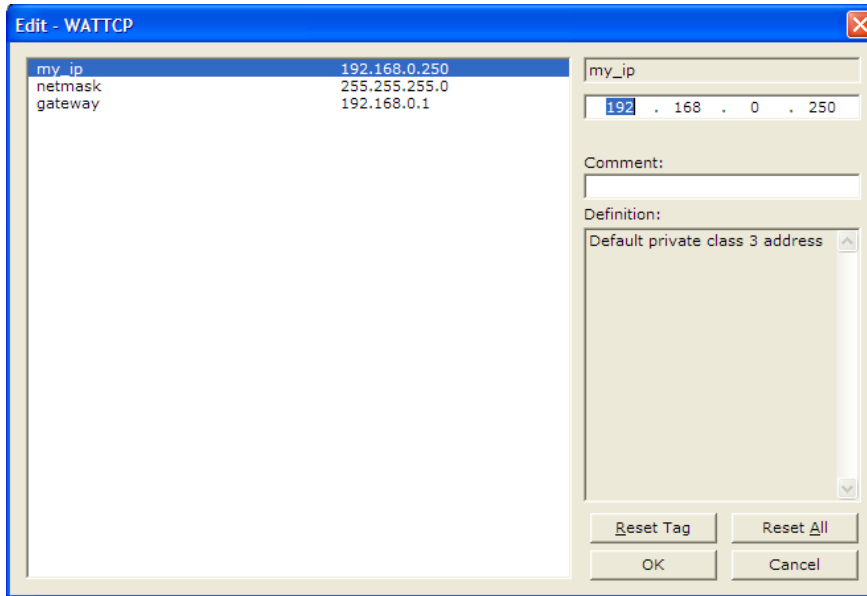 Edit - WATTCP
my_ip 192.168.0.250
netmask 255.255.255.0
gateway 192.168.0.1
my_ip
192 . 168 . 0 . 250
Comment:
Definition:
Default private class 3 address
Reset Tag Reset All
OK Cancel